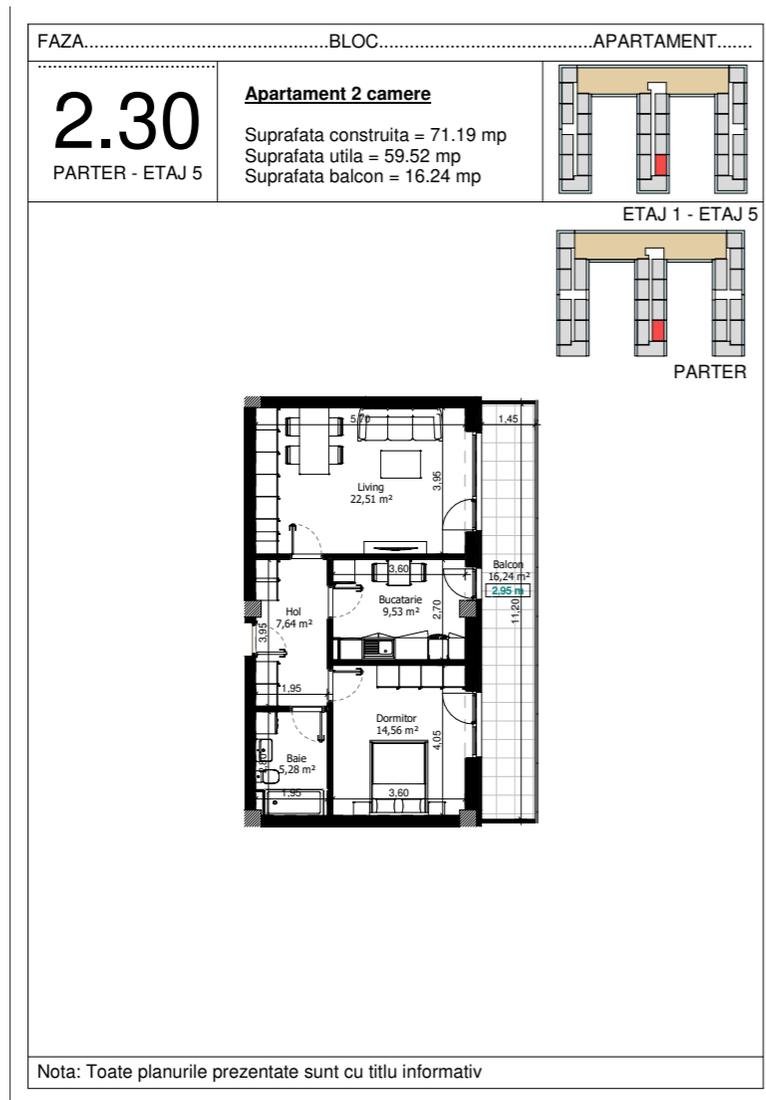 FAZA...............................................BLOC.........................................APARTAMENT.......
.......................................
2.30
PARTER - ETAJ 5
Apartament 2 camere
Suprafata construita = 71.19 mp
Suprafata utila = 59.52 mp
Suprafata balcon = 16.24 mp
ETAJ 1 - ETAJ 5
PARTER
5,70
1,45
3,95
Living
22,51 m²
3,60
Balcon
16,24 m²
2,95 m
11,20
Bucatarie
9,53 m²
2,70
Hol
7,64 m²
3,95
1,95
Dormitor
14,56 m²
4,05
Baie
5,28 m²
1,95
3,60
Nota: Toate planurile prezentate sunt cu titlu informativ